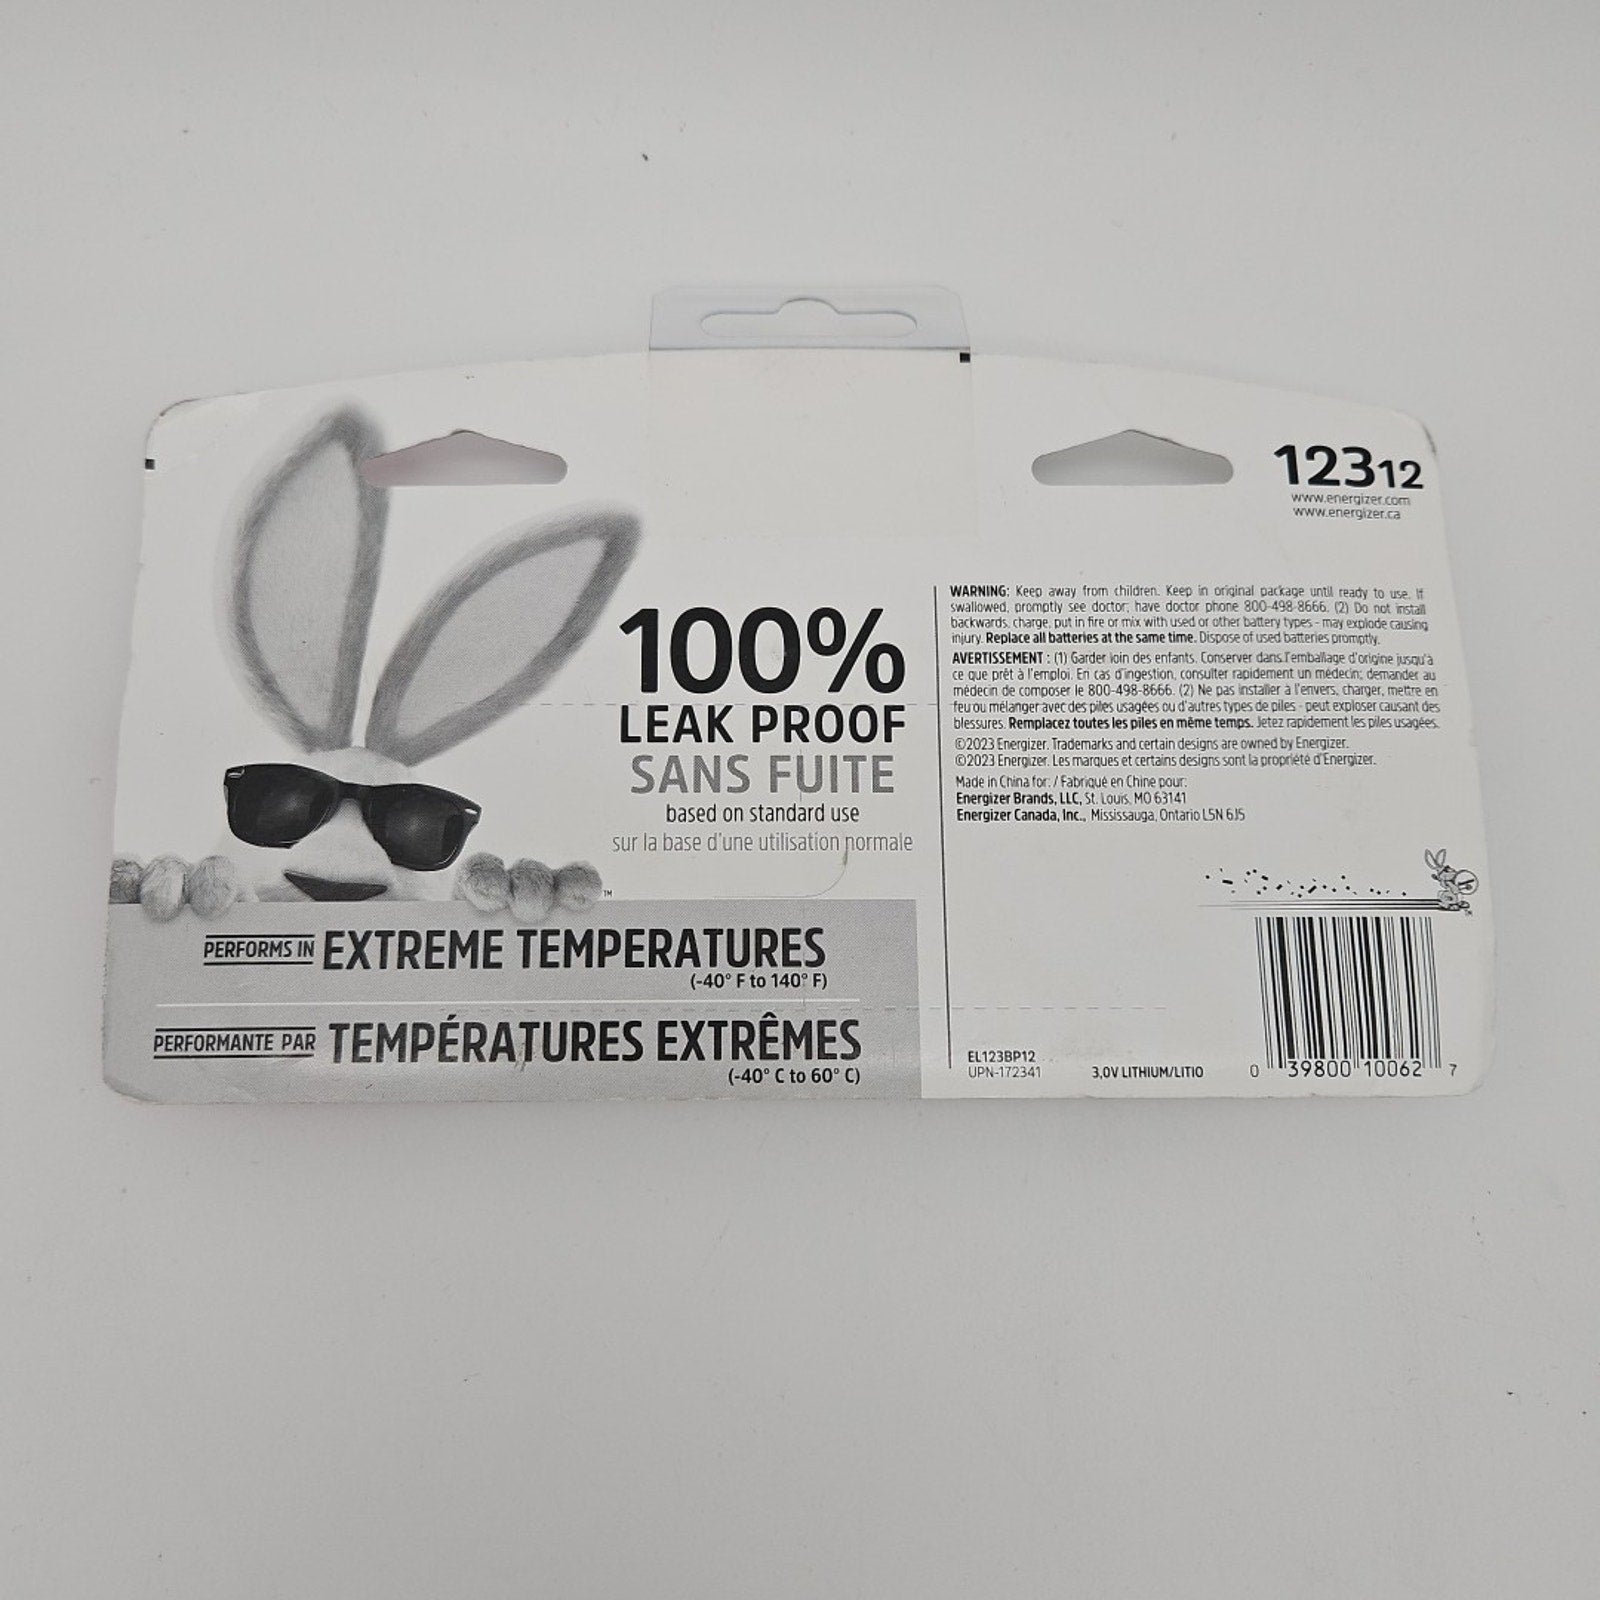 12312
www.energizer.com
www.energizer.ca
100%
LEAK PROOF
SANS FUITE
based on standard use
sur la base d'une utilisation normale
™
PERFORMS IN EXTREME TEMPERATURES
(-40° F to 140° F)
PERFORMANTE PAR TEMPÉRATURES EXTRÊMES
(-40° C to 60° C)
WARNING: Keep away from children. Keep in original package until ready to use. If
swallowed, promptly see doctor; have doctor phone 800-498-8666. (2) Do not install
backwards, charge, put in fire or mix with used or other battery types - may explode causing
injury. Replace all batteries at the same time. Dispose of used batteries promptly.
AVERTISSEMENT : (1) Garder loin des enfants. Conserver dans l'emballage d'origine jusqu'à
ce que prêt à l'emploi. En cas d'ingestion, consulter rapidement un médecin; demander au
médecin de composer le 800-498-8666. (2) Ne pas installer à l'envers, charger, mettre en
feu ou mélanger avec des piles usagées ou d'autres types de piles - peut exploser causant des
blessures. Remplacez toutes les piles en même temps. Jetez rapidement les piles usagées.
©2023 Energizer. Trademarks and certain designs are owned by Energizer.
©2023 Energizer. Les marques et certains designs sont la propriété d'Energizer.
Made in China for: / Fabriqué en Chine pour:
Energizer Brands, LLC, St. Louis, MO 63141
Energizer Canada, Inc., Mississauga, Ontario L5N 6J5
EL123BP12
UPN-172341
3,0V LITHIUM/LITIO
0 39800 10062 7